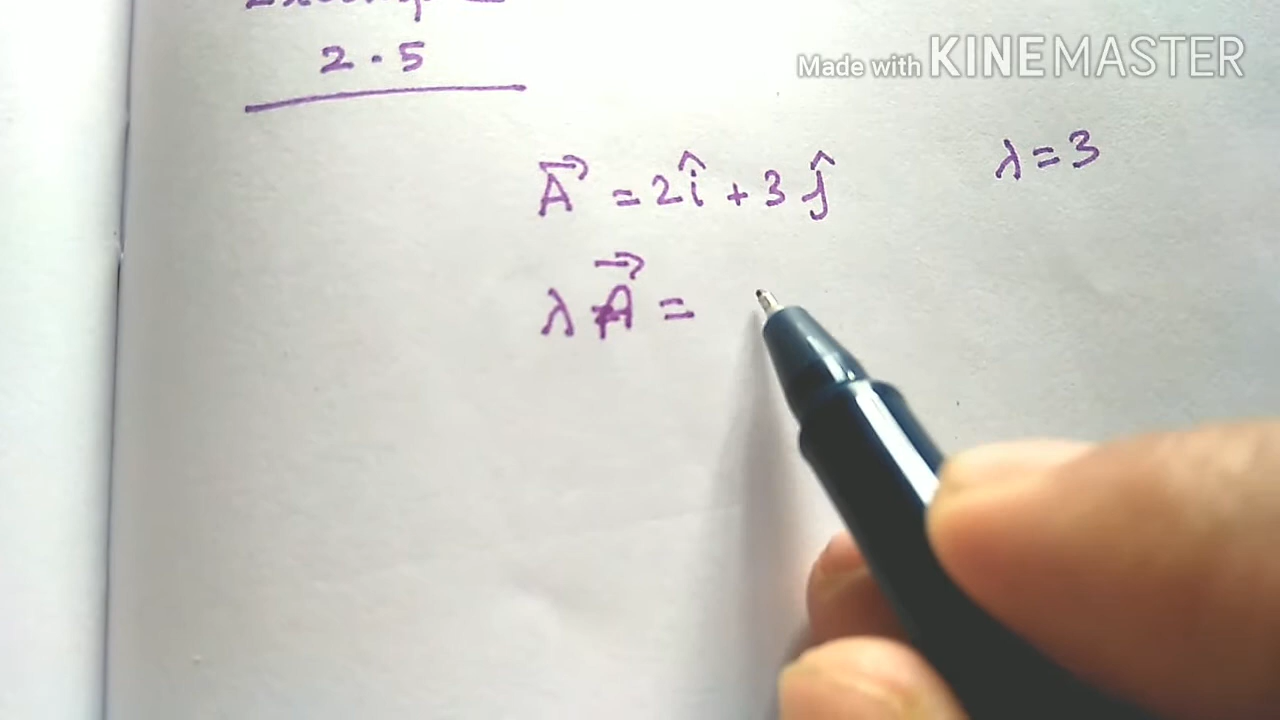 Made with KINEMASTER
2.5
A⃗ = 2î + 3ĵ λ=3
λA⃗ =